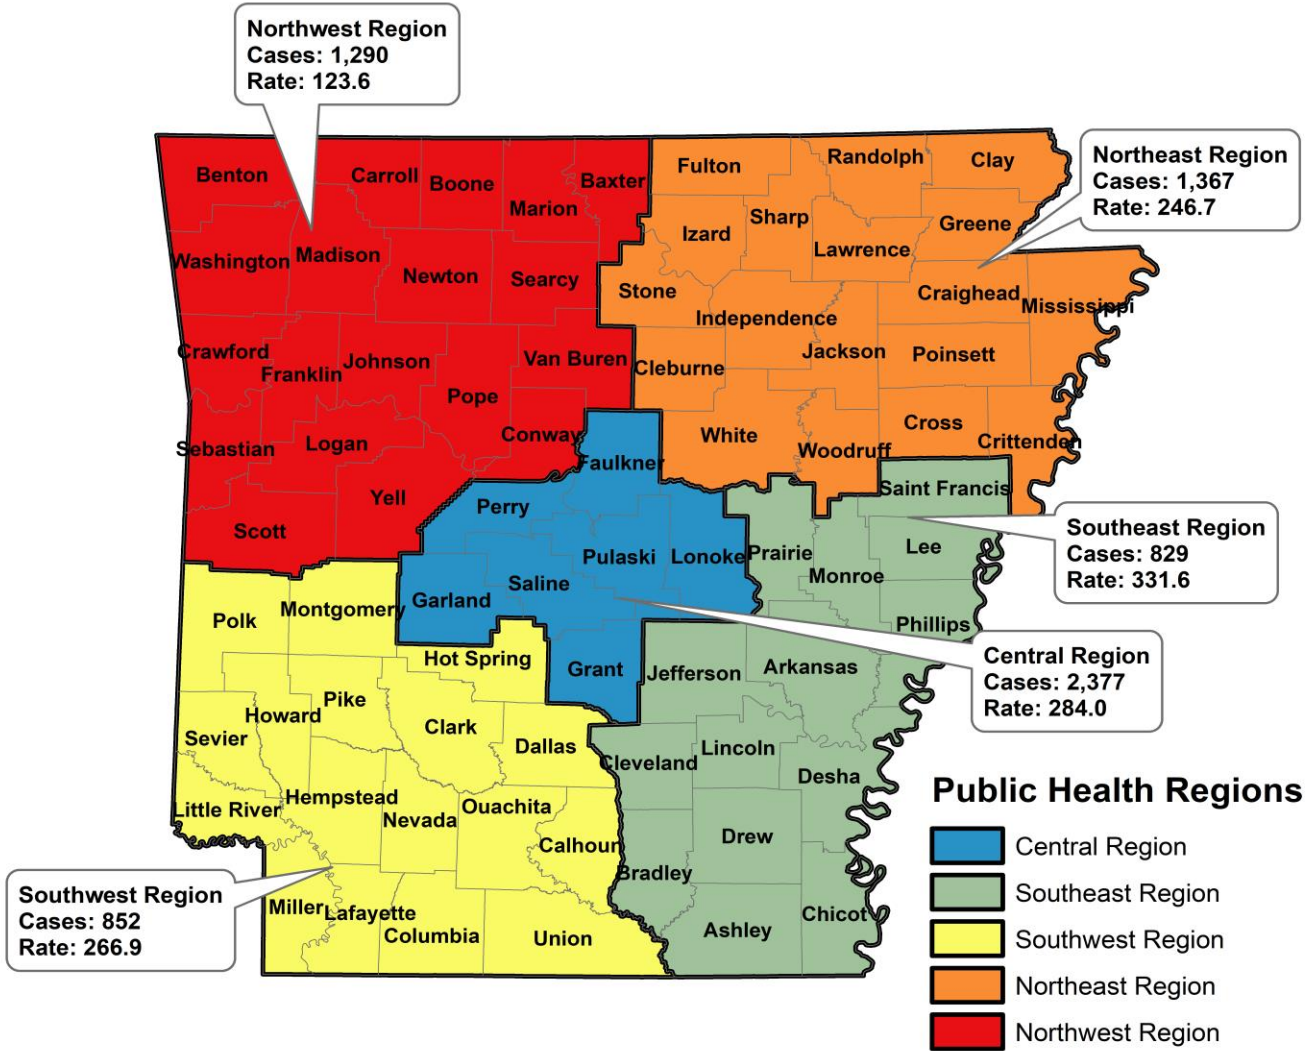 Northwest Region
Cases: 1,290
Rate: 123.6
Northeast Region
Cases: 1,367
Rate: 246.7
Benton
Carroll
Boone
Marion
Baxter
Fulton
Randolph
Clay
Washington
Madison
Newton
Searcy
Izard
Sharp
Lawrence
Greene
Stone
Independence
Craighead
Mississippi
Crawford
Franklin
Johnson
Van Buren
Cleburne
Jackson
Poinsett
Pope
Conway
Sebastian
Logan
White
Woodruff
Cross
Crittenden
Faulkner
Scott
Yell
Perry
Saint Francis
Southeast Region
Cases: 829
Rate: 331.6
Pulaski
Lonoke
Prairie
Lee
Monroe
Saline
Garland
Phillips
Polk
Montgomery
Hot Spring
Grant
Jefferson
Arkansas
Central Region
Cases: 2,377
Rate: 284.0
Pike
Howard
Clark
Sevier
Dallas
Cleveland
Lincoln
Desha
Little River
Hempstead
Nevada
Ouachita
Calhoun
Drew
Bradley
Public Health Regions
Central Region
Southeast Region
Southwest Region
Northeast Region
Northwest Region
Southwest Region
Cases: 852
Rate: 266.9
Miller
Lafayette
Columbia
Union
Ashley
Chicot